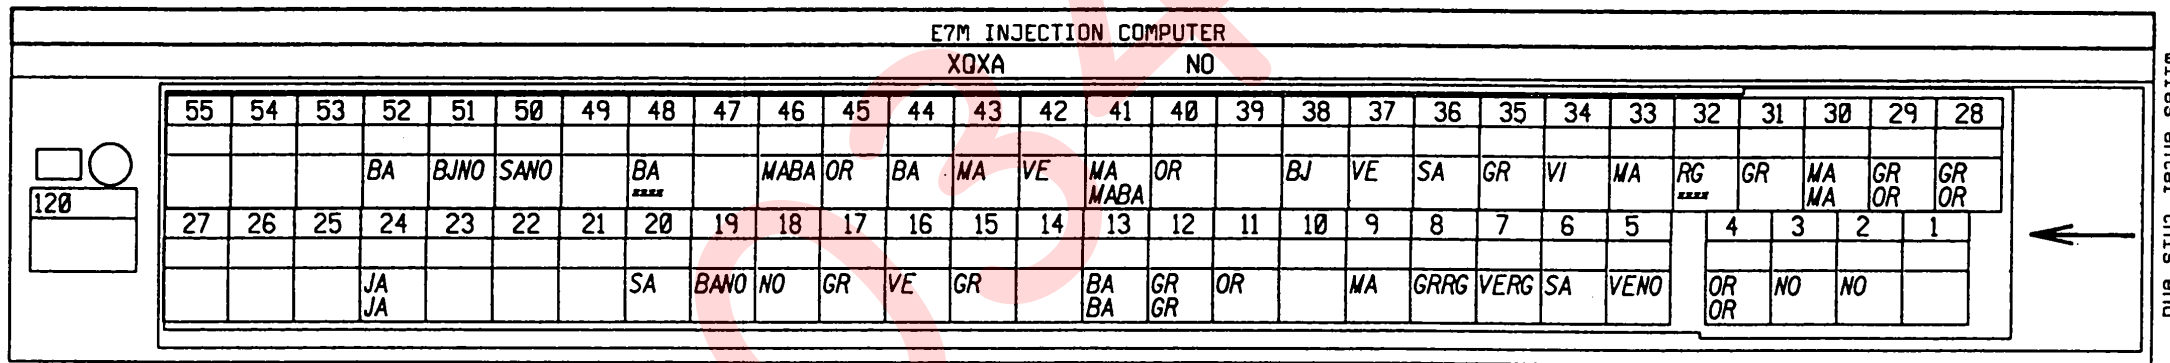 E7M INJECTION COMPUTER
XQXA NO
55 54 53 52 51 50 49 48 47 46 45 44 43 42 41 40 39 38 37 36 35 34 33 32 31 30 29 28
BA BJNO SANO BA MABA OR BA MA VE MA OR BJ VE SA GR VI MA RG GR MA GR GR
**** MABA **** MA OR OR
120
27 26 25 24 23 22 21 20 19 18 17 16 15 14 13 12 11 10 9 8 7 6 5 4 3 2 1
JA SA BANO NO GR VE GR BA GR OR MA GRRG VERG SA VENO OR NO NO
JA BA GR OR